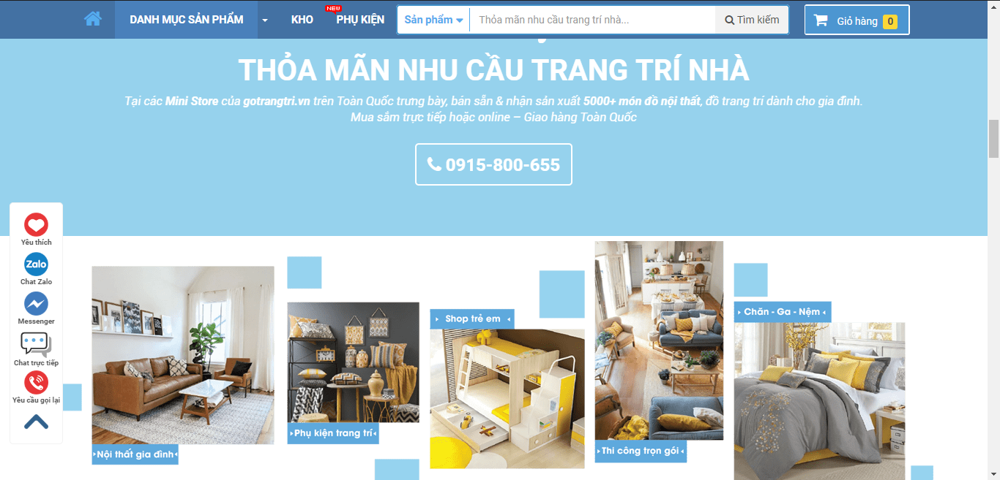 DANH MỤC SẢN PHẨM
KHO
NEW
PHỤ KIỆN
Sản phẩm
Thỏa mãn nhu cầu trang trí nhà...
Tìm kiếm
Giỏ hàng 0
THỎA MÃN NHU CẦU TRANG TRÍ NHÀ
Tại các Mini Store của gotrangtri.vn trên Toàn Quốc trưng bày, bán sẵn & nhận sản xuất 5000+ món đồ nội thất, đồ trang trí dành cho gia đình.
Mua sắm trực tiếp hoặc online – Giao hàng Toàn Quốc
0915-800-655
Yêu thích
Zalo
Chat Zalo
Messenger
Chat trực tiếp
Yêu cầu gọi lại
Nội thất gia đình
Phụ kiện trang trí
Shop trẻ em
Thi công trọn gói
Chăn - Ga - Nệm